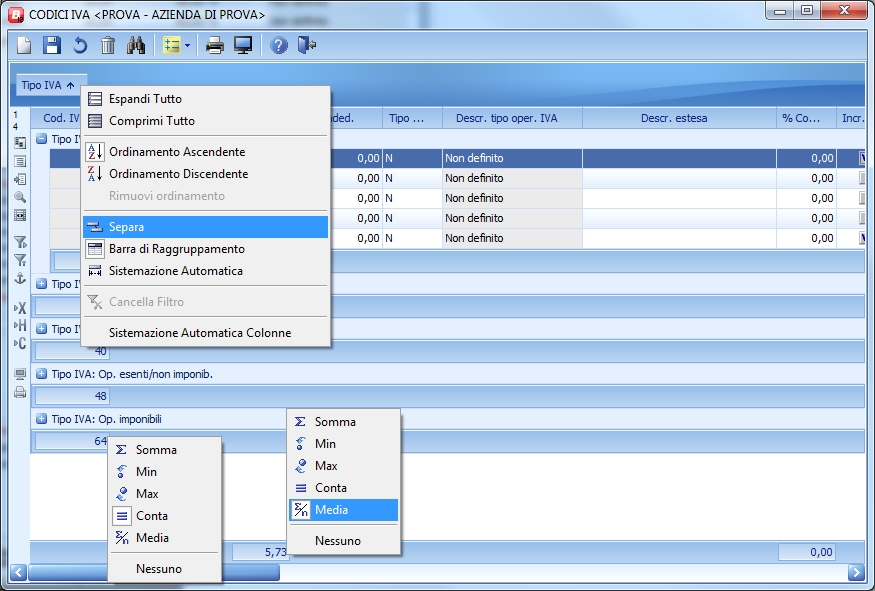 CODICI IVA <PROVA - AZIENDA DI PROVA>
Tipo IVA
Cod. IV
ded.
Tipo ...
Descr. tipo oper. IVA
Descr. estesa
% Co...
Incr.
1
4
Tipo IV
0,00 N Non definito 0,00
0,00 N Non definito 0,00
0,00 N Non definito 0,00
0,00 N Non definito 0,00
0,00 N Non definito 0,00
Tipo IV
Tipo IV
40
Tipo IVA: Op. esenti/non imponib.
48
Tipo IVA: Op. imponibili
64
5,73
0,00
Espandi Tutto
Comprimi Tutto
Ordinamento Ascendente
Ordinamento Discendente
Rimuovi ordinamento
Separa
Barra di Raggruppamento
Sistemazione Automatica
Cancella Filtro
Sistemazione Automatica Colonne
Somma
Min
Max
Conta
Media
Nessuno
Somma
Min
Max
Conta
Media
Nessuno